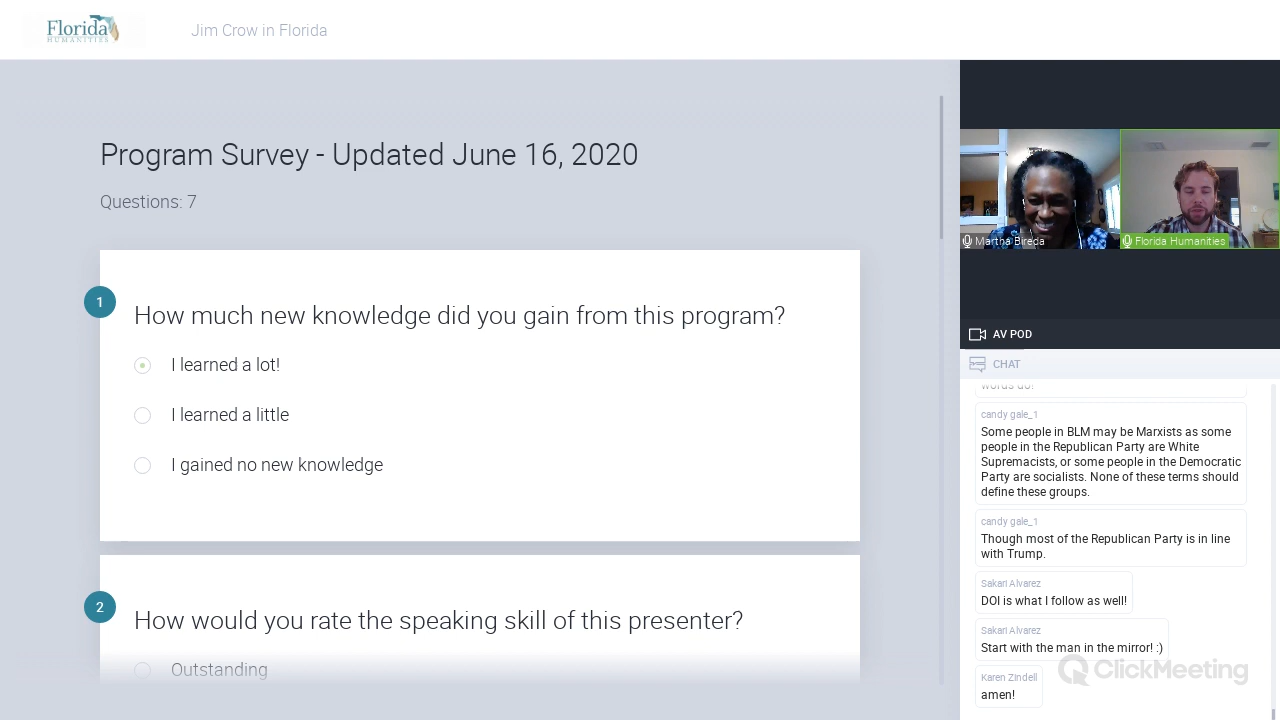 Florida
HUMANITIES
Jim Crow in Florida
Program Survey - Updated June 16, 2020
Questions: 7
1
How much new knowledge did you gain from this program?
I learned a lot!
I learned a little
I gained no new knowledge
2
How would you rate the speaking skill of this presenter?
Outstanding
Martha Bireda
Florida Humanities
AV POD
CHAT
words do!
candy gale_1
Some people in BLM may be Marxists as some
people in the Republican Party are White
Supremacists, or some people in the Democratic
Party are socialists. None of these terms should
define these groups.
candy gale_1
Though most of the Republican Party is in line
with Trump.
Sakari Alvarez
DOI is what I follow as well!
Sakari Alvarez
Start with the man in the mirror! :)
Karen Zindell
amen!
ClickMeeting